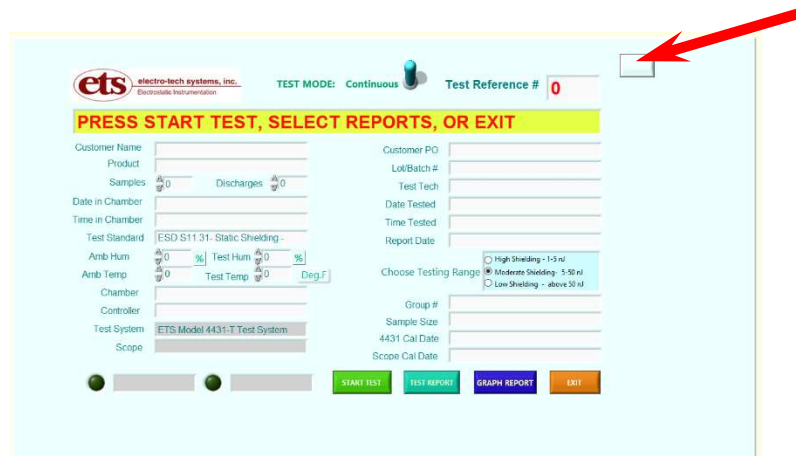 ets electro-tech systems, inc.
Electrostatic Instrumentation
TEST MODE: Continuous
Test Reference # 0
PRESS START TEST, SELECT REPORTS, OR EXIT
Customer Name
Product
Samples 0 Discharges 0
Date in Chamber
Time in Chamber
Test Standard ESD S11.31- Static Shielding -
Amb Hum 0 % Test Hum 0 %
Amb Temp 0 Test Temp 0 Deg.F
Chamber
Controller
Test System ETS Model 4431-T Test System
Scope
Customer PO
Lot/Batch #
Test Tech
Date Tested
Time Tested
Report Date
Choose Testing Range
High Shielding - 1-5 nJ
Moderate Shielding- 5-50 nJ
Low Shielding - above 50 nJ
Group #
Sample Size
4431 Cal Date
Scope Cal Date
START TEST TEST REPORT GRAPH REPORT EXIT